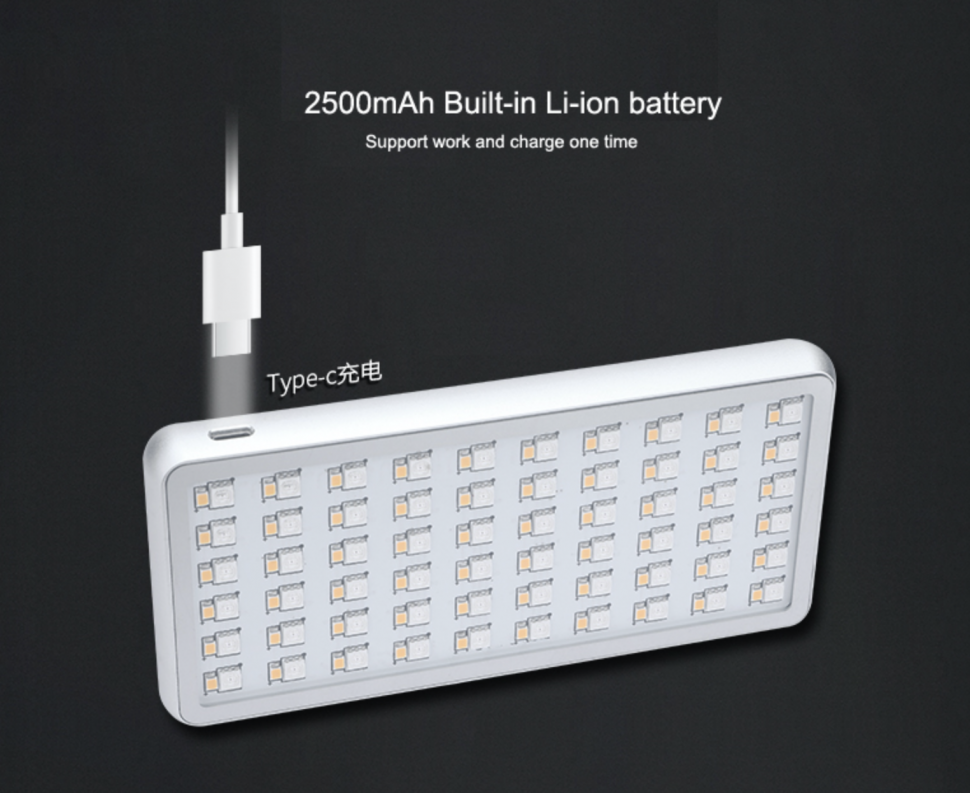 2500mAh Built-in Li-ion battery
Support work and charge one time
Type-c充电